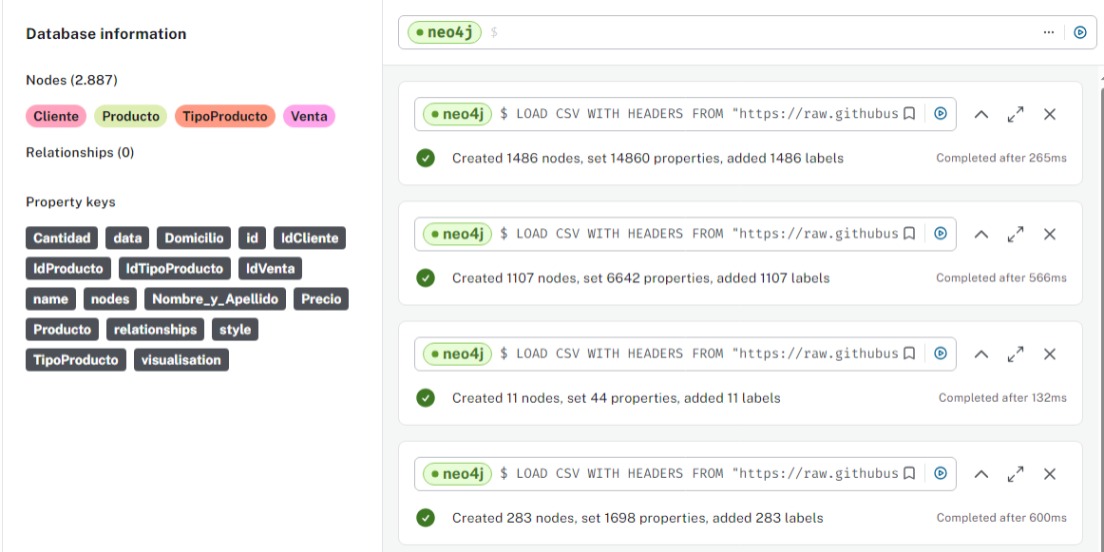 Database information
Nodes (2.887)
Cliente Producto TipoProducto Venta
Relationships (0)
Property keys
Cantidad data Domicilio id IdCliente
IdProducto IdTipoProducto IdVenta
name nodes Nombre_y_Apellido Precio
Producto relationships style
TipoProducto visualisation
neo4j $
neo4j $ LOAD CSV WITH HEADERS FROM "https://raw.githubus
Created 1486 nodes, set 14860 properties, added 1486 labels Completed after 265ms
neo4j $ LOAD CSV WITH HEADERS FROM "https://raw.githubus
Created 1107 nodes, set 6642 properties, added 1107 labels Completed after 566ms
neo4j $ LOAD CSV WITH HEADERS FROM "https://raw.githubus
Created 11 nodes, set 44 properties, added 11 labels Completed after 132ms
neo4j $ LOAD CSV WITH HEADERS FROM "https://raw.githubus
Created 283 nodes, set 1698 properties, added 283 labels Completed after 600ms